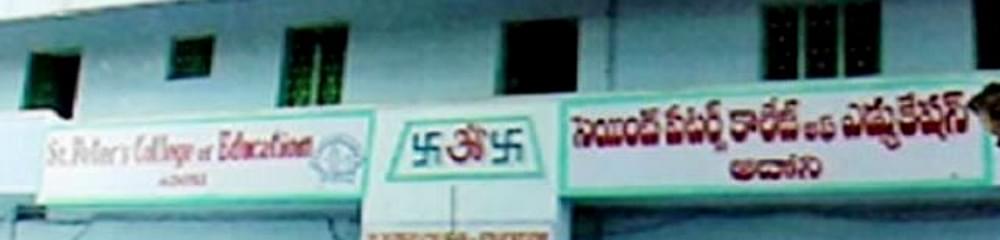 St. Peter's College of Education
ॐ
సెయింట్ పీటర్స్ కాలేజ్ ఆఫ్ ఎడ్యుకేషన్
ఆదోని